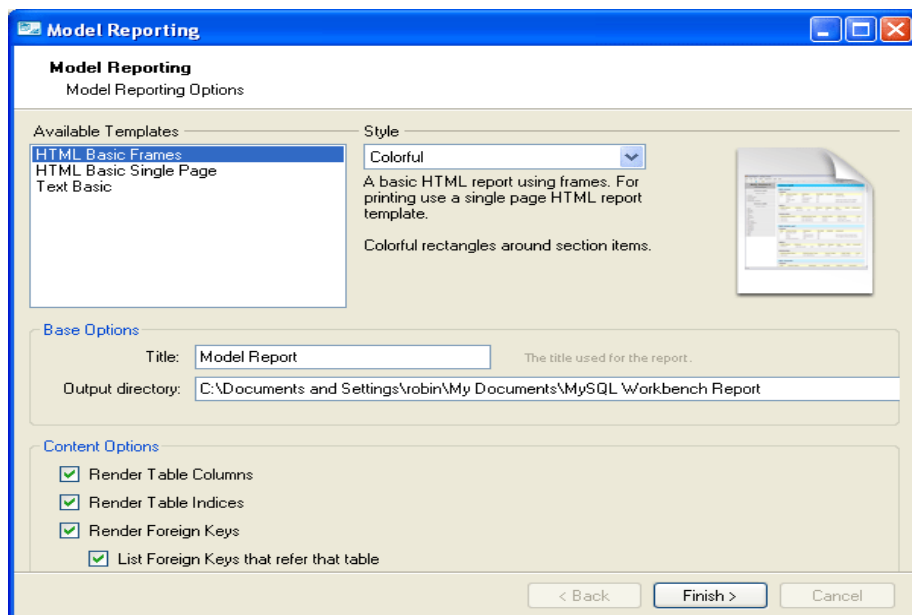 Model Reporting
Model Reporting
Model Reporting Options
Available Templates
HTML Basic Frames
HTML Basic Single Page
Text Basic
Style
Colorful
A basic HTML report using frames. For
printing use a single page HTML report
template.
Colorful rectangles around section items.
Base Options
Title: Model Report The title used for the report.
Output directory: C:\Documents and Settings\robin\My Documents\MySQL Workbench Report
Content Options
Render Table Columns
Render Table Indices
Render Foreign Keys
List Foreign Keys that refer that table
< Back Finish > Cancel